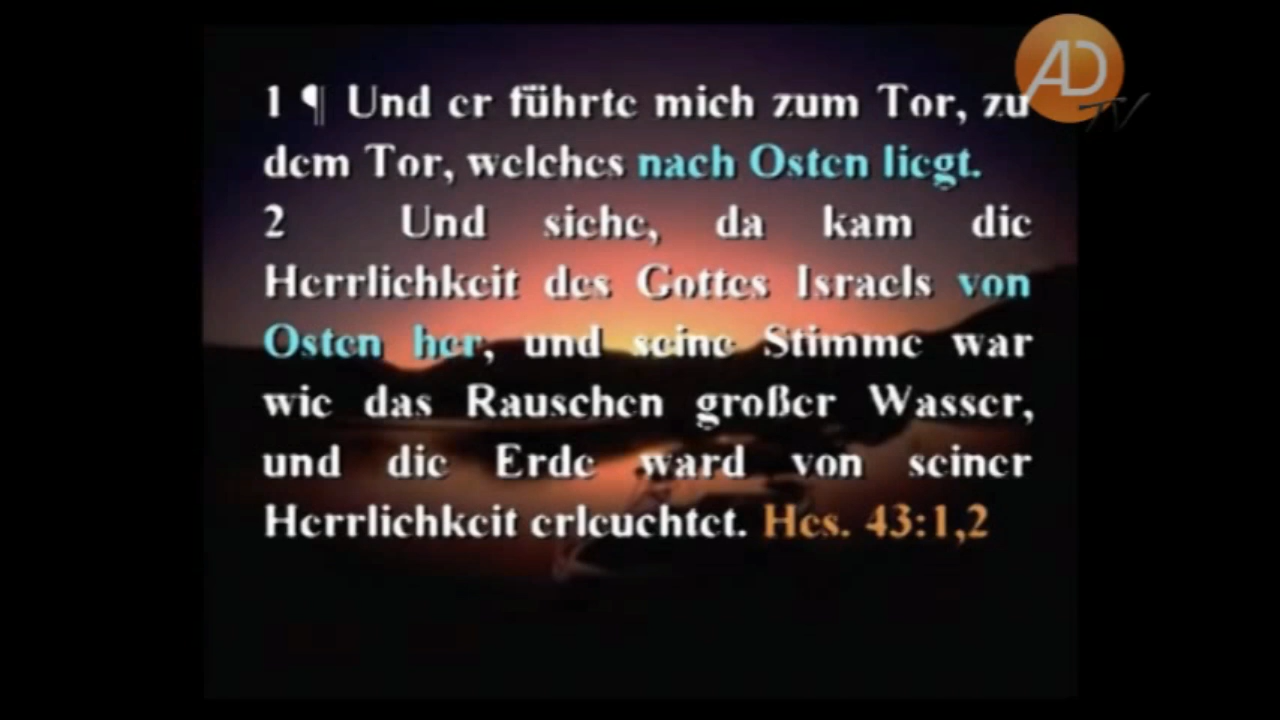 1 ¶ Und er führte mich zum Tor, zu
dem Tor, welches nach Osten liegt.
2 Und siehe, da kam die
Herrlichkeit des Gottes Israels von
Osten her, und seine Stimme war
wie das Rauschen großer Wasser,
und die Erde ward von seiner
Herrlichkeit erleuchtet. Hes. 43:1,2
AD
TV